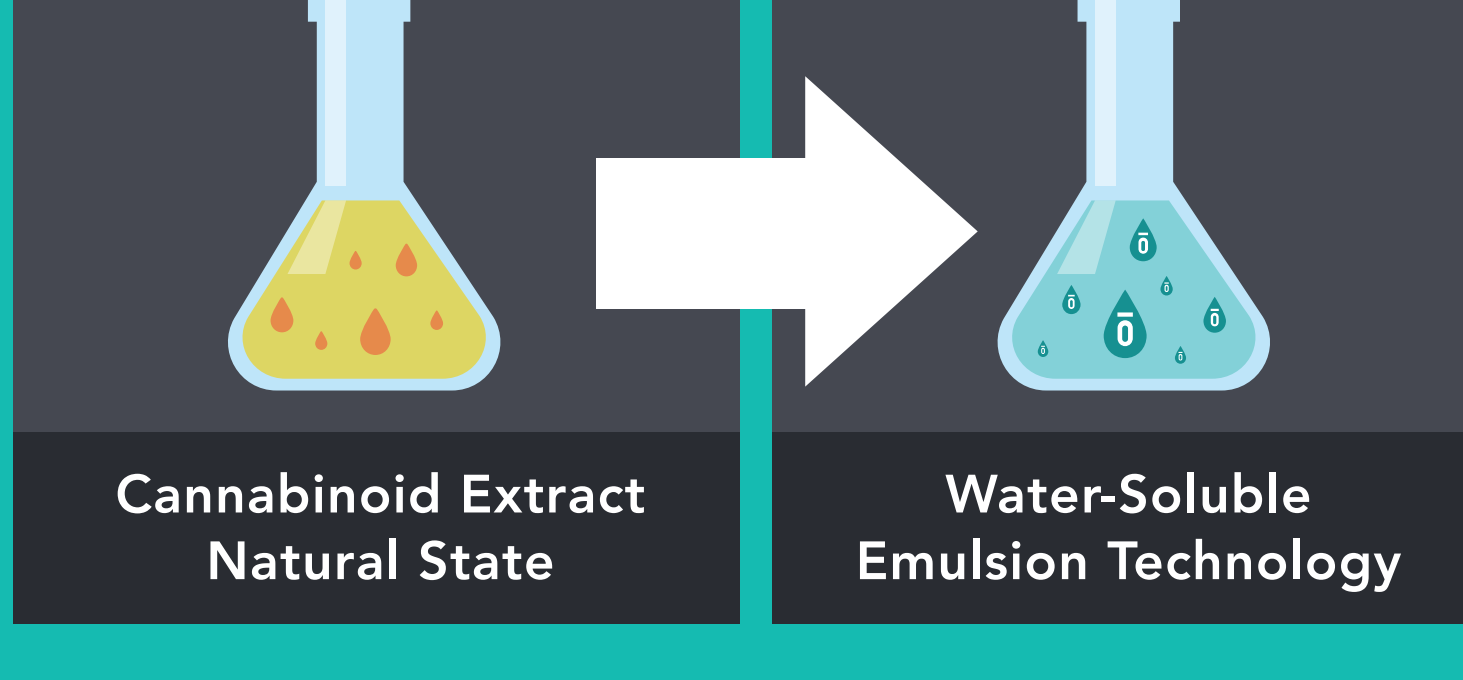 ō
ō
ō
ō
ō
ō
ō
Cannabinoid Extract
Natural State
Water-Soluble
Emulsion Technology